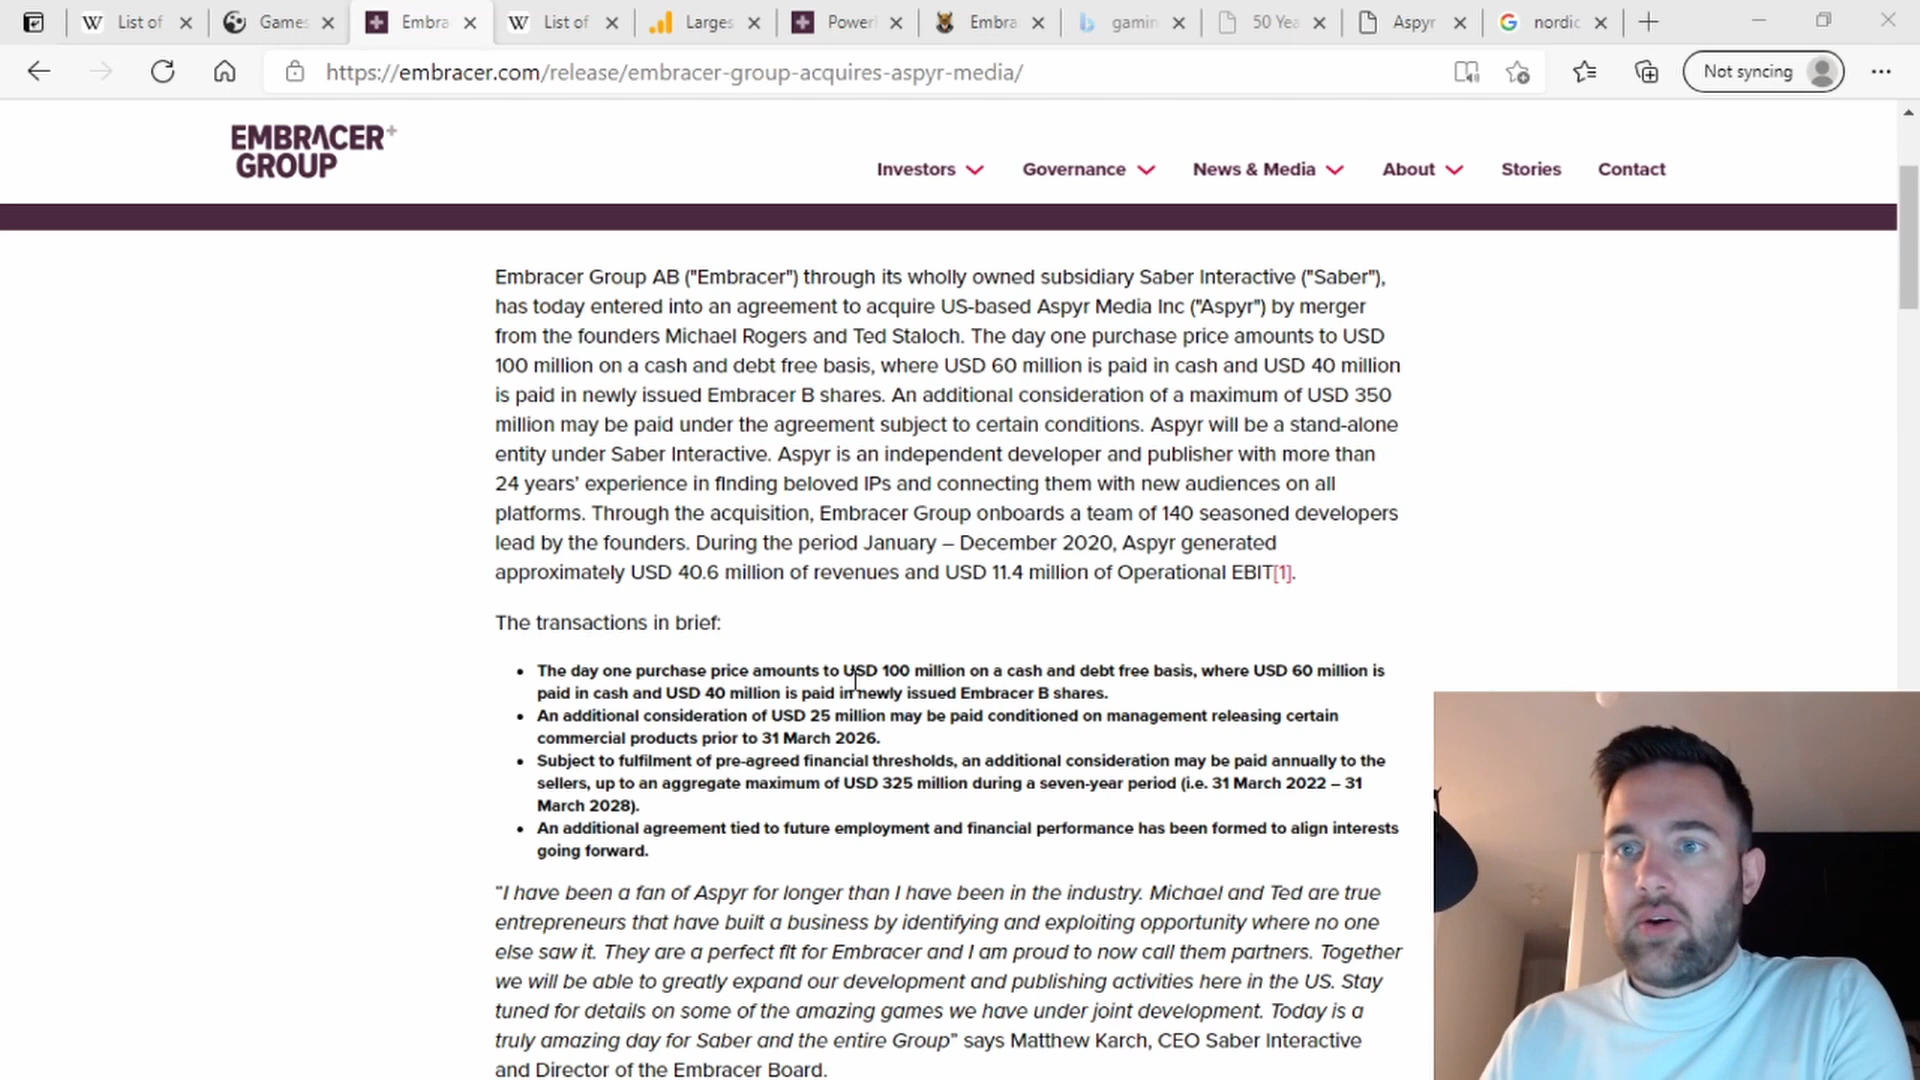 List of
Games
Embra
List of
Larges
Power
Embra
gamin
50 Yea
Aspyr
nordic
https://embracer.com/release/embracer-group-acquires-aspyr-media/
Not syncing
EMBRACER+
GROUP
Investors
Governance
News & Media
About
Stories
Contact
Embracer Group AB ("Embracer") through its wholly owned subsidiary Saber Interactive ("Saber"),
has today entered into an agreement to acquire US-based Aspyr Media Inc ("Aspyr") by merger
from the founders Michael Rogers and Ted Staloch. The day one purchase price amounts to USD
100 million on a cash and debt free basis, where USD 60 million is paid in cash and USD 40 million
is paid in newly issued Embracer B shares. An additional consideration of a maximum of USD 350
million may be paid under the agreement subject to certain conditions. Aspyr will be a stand-alone
entity under Saber Interactive. Aspyr is an independent developer and publisher with more than
24 years' experience in finding beloved IPs and connecting them with new audiences on all
platforms. Through the acquisition, Embracer Group onboards a team of 140 seasoned developers
lead by the founders. During the period January – December 2020, Aspyr generated
approximately USD 40.6 million of revenues and USD 11.4 million of Operational EBIT[1].
The transactions in brief:
• The day one purchase price amounts to USD 100 million on a cash and debt free basis, where USD 60 million is
paid in cash and USD 40 million is paid in newly issued Embracer B shares.
• An additional consideration of USD 25 million may be paid conditioned on management releasing certain
commercial products prior to 31 March 2026.
• Subject to fulfilment of pre-agreed financial thresholds, an additional consideration may be paid annually to the
sellers, up to an aggregate maximum of USD 325 million during a seven-year period (i.e. 31 March 2022 – 31
March 2028).
• An additional agreement tied to future employment and financial performance has been formed to align interests
going forward.
"I have been a fan of Aspyr for longer than I have been in the industry. Michael and Ted are true
entrepreneurs that have built a business by identifying and exploiting opportunity where no one
else saw it. They are a perfect fit for Embracer and I am proud to now call them partners. Together
we will be able to greatly expand our development and publishing activities here in the US. Stay
tuned for details on some of the amazing games we have under joint development. Today is a
truly amazing day for Saber and the entire Group" says Matthew Karch, CEO Saber Interactive
and Director of the Embracer Board.